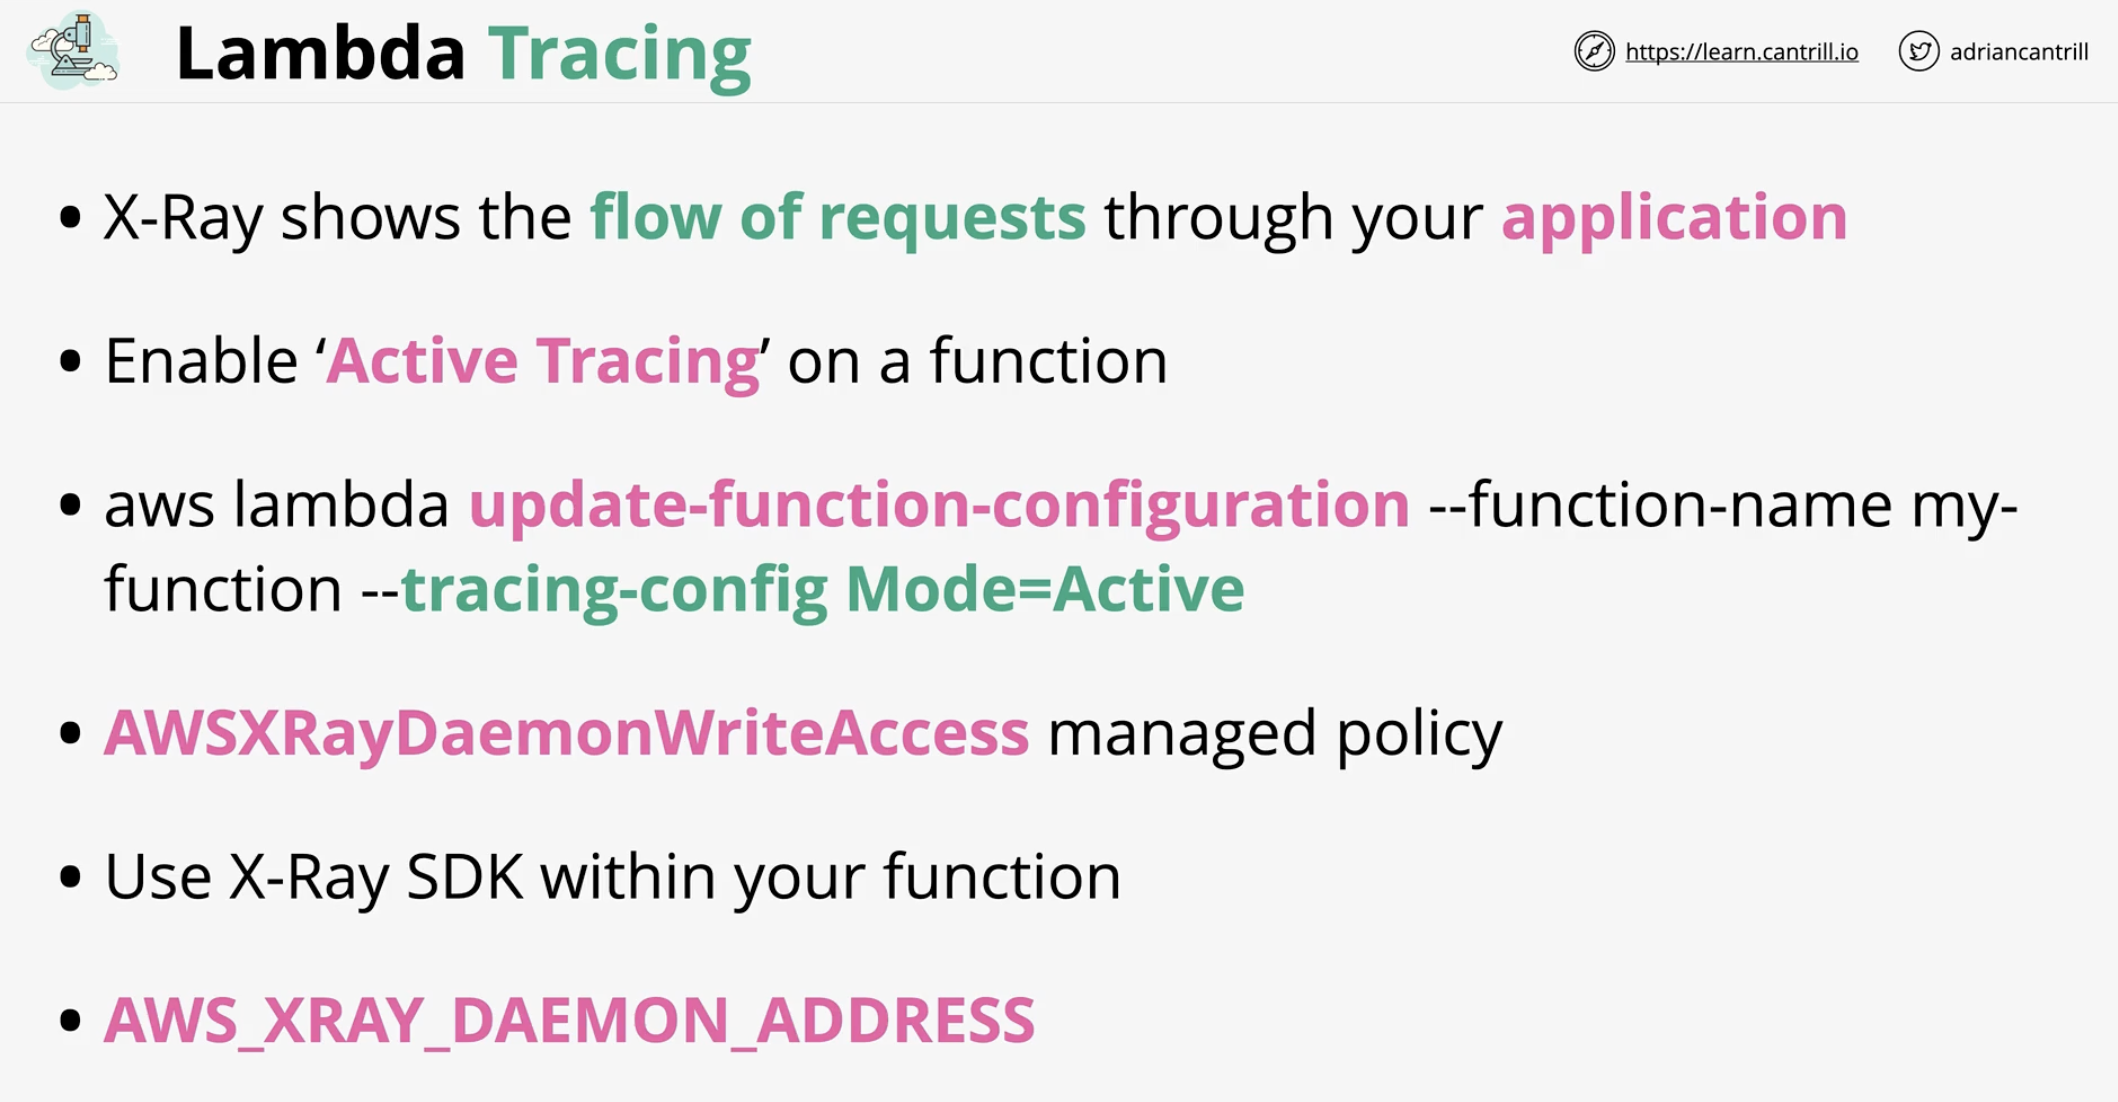 Lambda Tracing
https://learn.cantrill.io
adriancantrill
• X-Ray shows the flow of requests through your application
• Enable ‘Active Tracing’ on a function
• aws lambda update-function-configuration --function-name my-
function --tracing-config Mode=Active
• AWSXRayDaemonWriteAccess managed policy
• Use X-Ray SDK within your function
• AWS_XRAY_DAEMON_ADDRESS